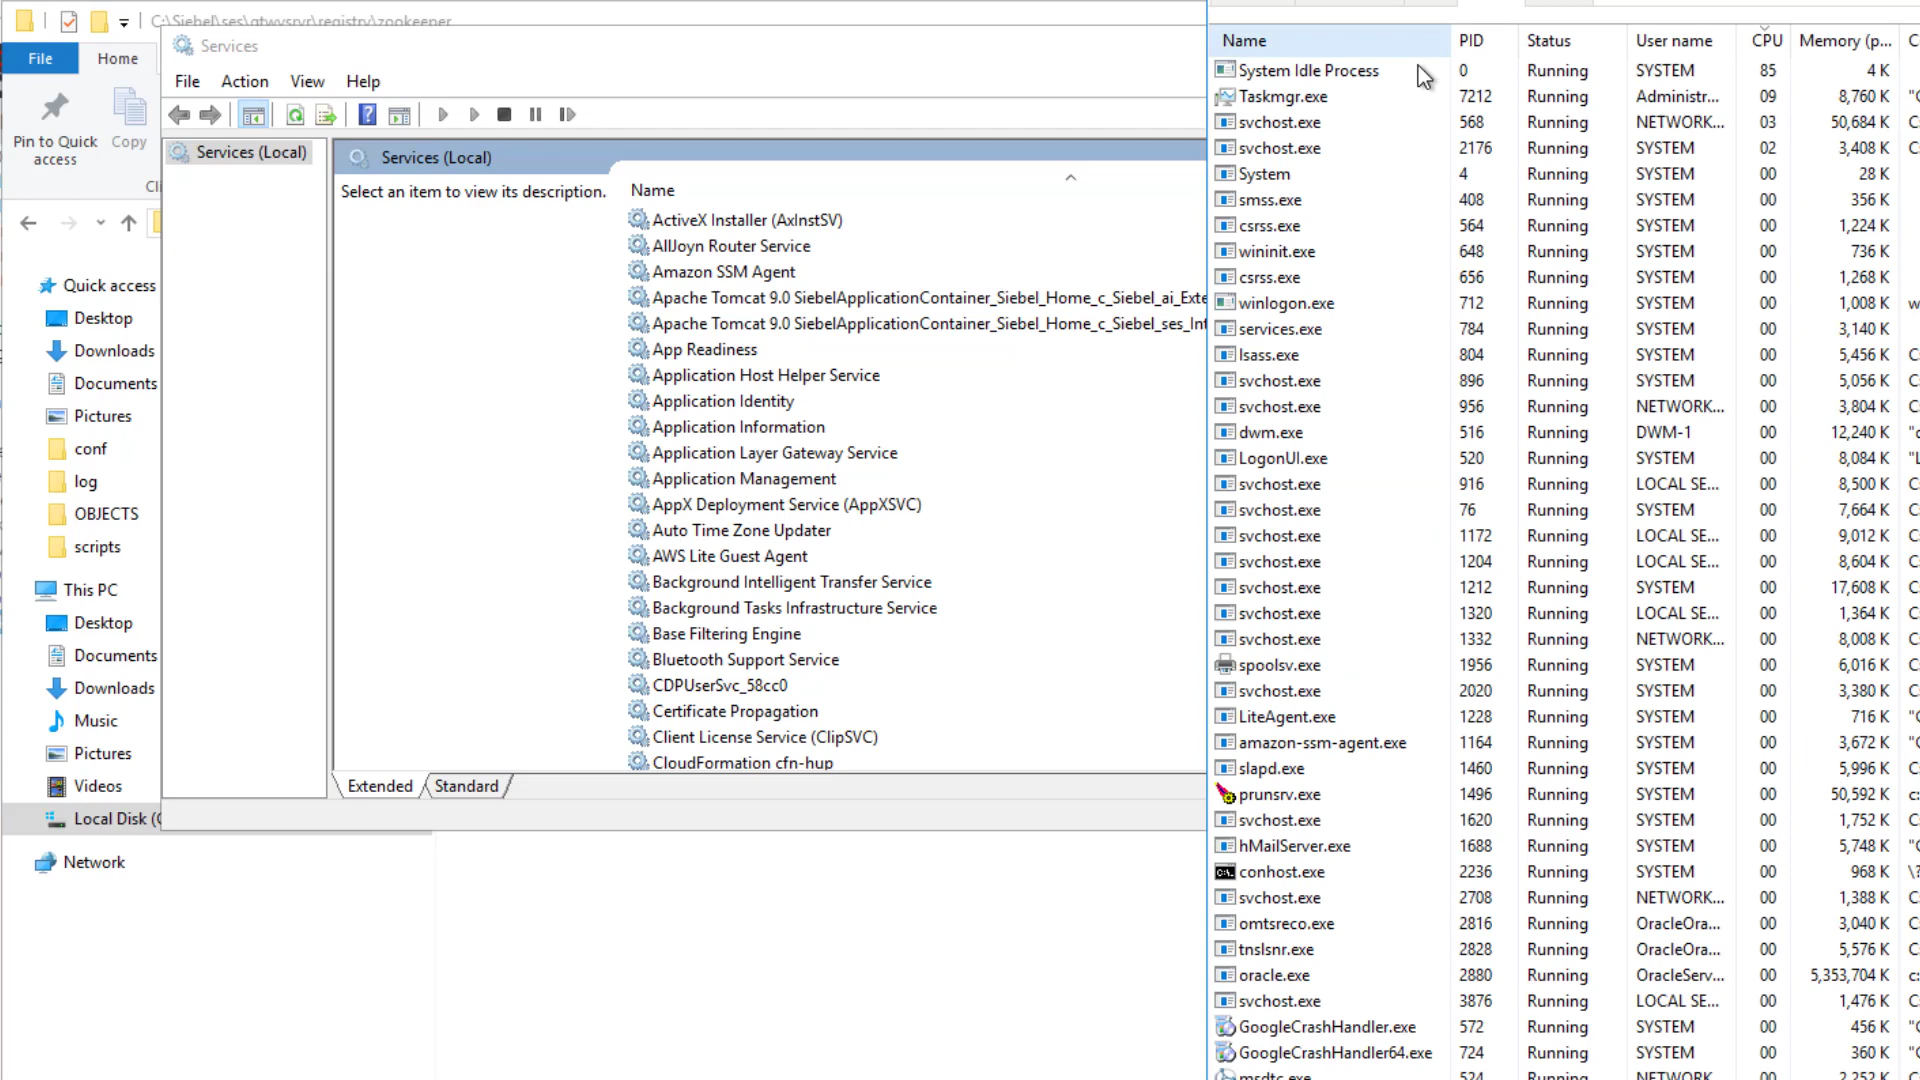 C:\Siebel\ses\gtwysrvr\registry\zookeeper
File
Home
Pin to Quick access
Copy
Quick access
Desktop
Downloads
Documents
Pictures
conf
log
OBJECTS
scripts
This PC
Desktop
Documents
Downloads
Music
Pictures
Videos
Local Disk (
Network
Services
File Action View Help
Services (Local)
Services (Local)
Select an item to view its description.
Name
ActiveX Installer (AxInstSV)
AllJoyn Router Service
Amazon SSM Agent
Apache Tomcat 9.0 SiebelApplicationContainer_Siebel_Home_c_Siebel_ai_Exte
Apache Tomcat 9.0 SiebelApplicationContainer_Siebel_Home_c_Siebel_ses_Int
App Readiness
Application Host Helper Service
Application Identity
Application Information
Application Layer Gateway Service
Application Management
AppX Deployment Service (AppXSVC)
Auto Time Zone Updater
AWS Lite Guest Agent
Background Intelligent Transfer Service
Background Tasks Infrastructure Service
Base Filtering Engine
Bluetooth Support Service
CDPUserSvc_58cc0
Certificate Propagation
Client License Service (ClipSVC)
CloudFormation cfn-hup
Extended Standard
Name PID Status User name CPU Memory (p...
System Idle Process 0 Running SYSTEM 85 4 K
Taskmgr.exe 7212 Running Administr... 09 8,760 K
svchost.exe 568 Running NETWORK... 03 50,684 K
svchost.exe 2176 Running SYSTEM 02 3,408 K
System 4 Running SYSTEM 00 28 K
smss.exe 408 Running SYSTEM 00 356 K
csrss.exe 564 Running SYSTEM 00 1,224 K
wininit.exe 648 Running SYSTEM 00 736 K
csrss.exe 656 Running SYSTEM 00 1,268 K
winlogon.exe 712 Running SYSTEM 00 1,008 K
services.exe 784 Running SYSTEM 00 3,140 K
lsass.exe 804 Running SYSTEM 00 5,456 K
svchost.exe 896 Running SYSTEM 00 5,056 K
svchost.exe 956 Running NETWORK... 00 3,804 K
dwm.exe 516 Running DWM-1 00 12,240 K
LogonUI.exe 520 Running SYSTEM 00 8,084 K
svchost.exe 916 Running LOCAL SE... 00 8,500 K
svchost.exe 76 Running SYSTEM 00 7,664 K
svchost.exe 1172 Running LOCAL SE... 00 9,012 K
svchost.exe 1204 Running LOCAL SE... 00 8,604 K
svchost.exe 1212 Running SYSTEM 00 17,608 K
svchost.exe 1320 Running LOCAL SE... 00 1,364 K
svchost.exe 1332 Running NETWORK... 00 8,008 K
spoolsv.exe 1956 Running SYSTEM 00 6,016 K
svchost.exe 2020 Running SYSTEM 00 3,380 K
LiteAgent.exe 1228 Running SYSTEM 00 716 K
amazon-ssm-agent.exe 1164 Running SYSTEM 00 3,672 K
slapd.exe 1460 Running SYSTEM 00 5,996 K
prunsrv.exe 1496 Running SYSTEM 00 50,592 K
svchost.exe 1620 Running SYSTEM 00 1,752 K
hMailServer.exe 1688 Running SYSTEM 00 5,748 K
conhost.exe 2236 Running SYSTEM 00 968 K
svchost.exe 2708 Running NETWORK... 00 1,388 K
omtsreco.exe 2816 Running OracleOra... 00 3,040 K
tnslsnr.exe 2828 Running OracleOra... 00 5,576 K
oracle.exe 2880 Running OracleServ... 00 5,353,704 K
svchost.exe 3876 Running LOCAL SE... 00 1,476 K
GoogleCrashHandler.exe 572 Running SYSTEM 00 456 K
GoogleCrashHandler64.exe 724 Running SYSTEM 00 360 K
msdtc.exe 524 Running NETWORK... 00 2,252 K